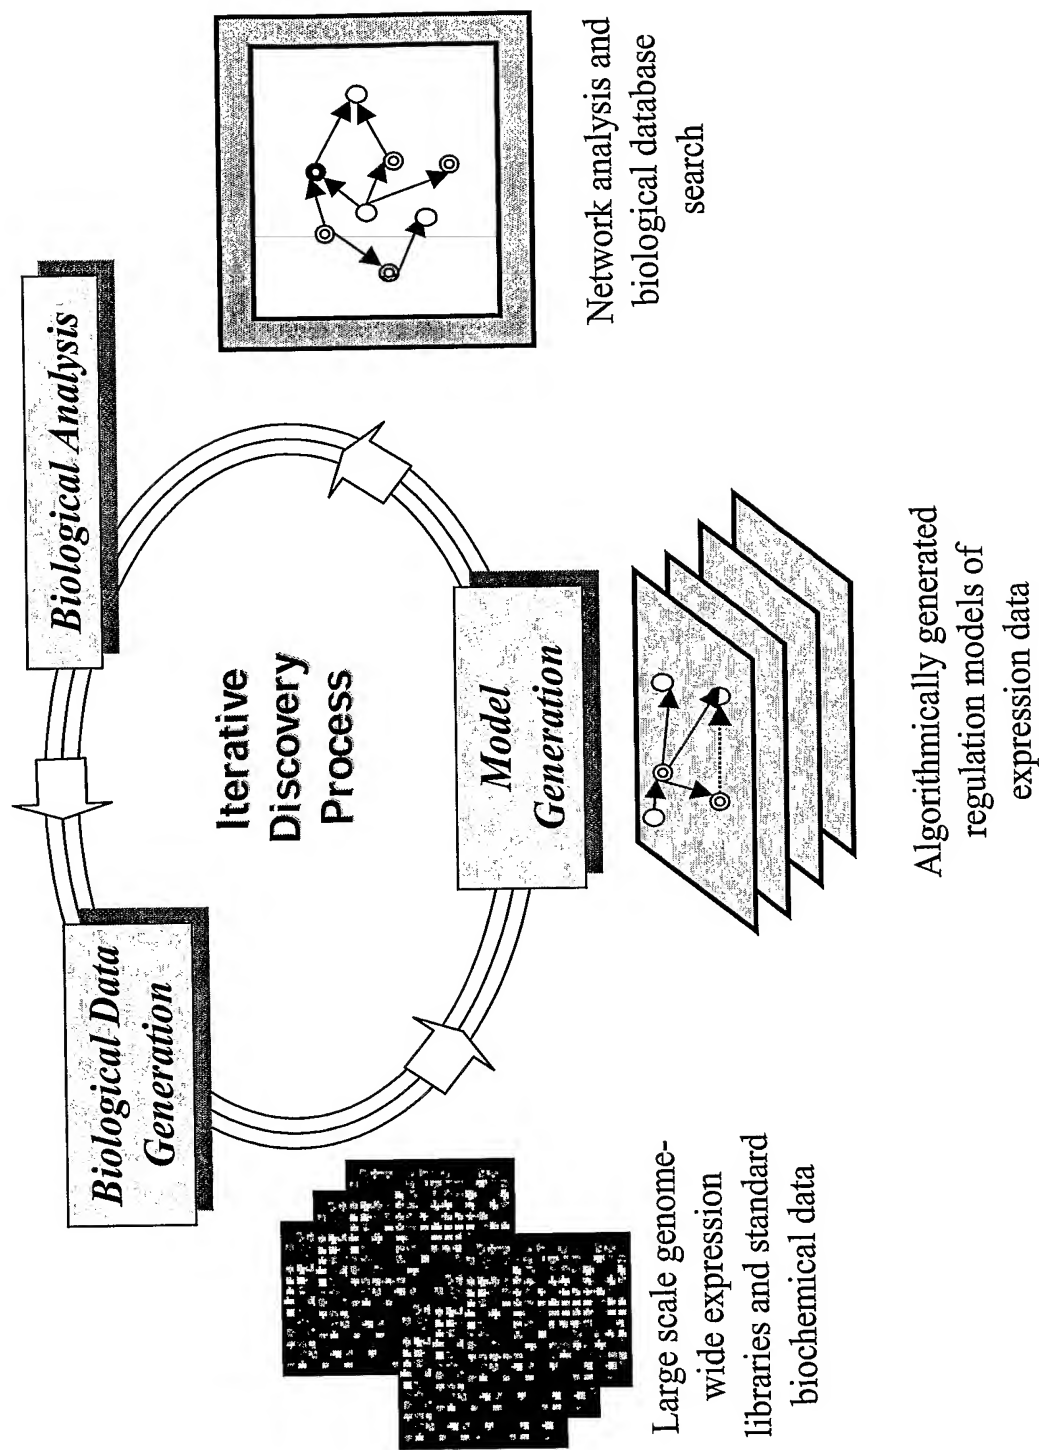 Biological Data
Generation
Biological Analysis
Iterative
Discovery
Process
Model
Generation
Large scale genome-
wide expression
libraries and standard
biochemical data
Algorithmically generated
regulation models of
expression data
Network analysis and
biological database
search